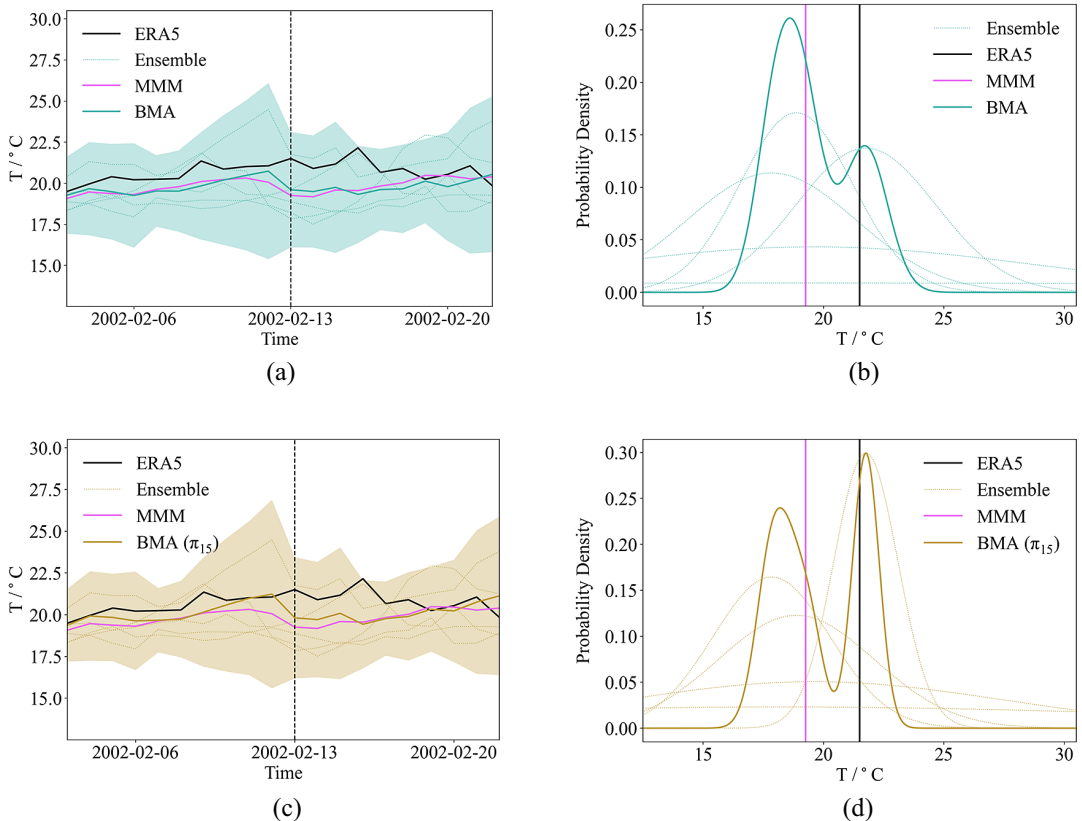 30.0
27.5
25.0
22.5
20.0
17.5
15.0
T / ° C
ERA5
Ensemble
MMM
BMA
2002-02-06
2002-02-13
2002-02-20
Time
(a)
0.25
0.20
0.15
0.10
0.05
0.00
Probability Density
Ensemble
ERA5
MMM
BMA
15
20
25
30
T / ° C
(b)
30.0
27.5
25.0
22.5
20.0
17.5
15.0
T / ° C
ERA5
Ensemble
MMM
BMA (π₁₅)
2002-02-06
2002-02-13
2002-02-20
Time
(c)
0.30
0.25
0.20
0.15
0.10
0.05
0.00
Probability Density
ERA5
Ensemble
MMM
BMA (π₁₅)
15
20
25
30
T / ° C
(d)